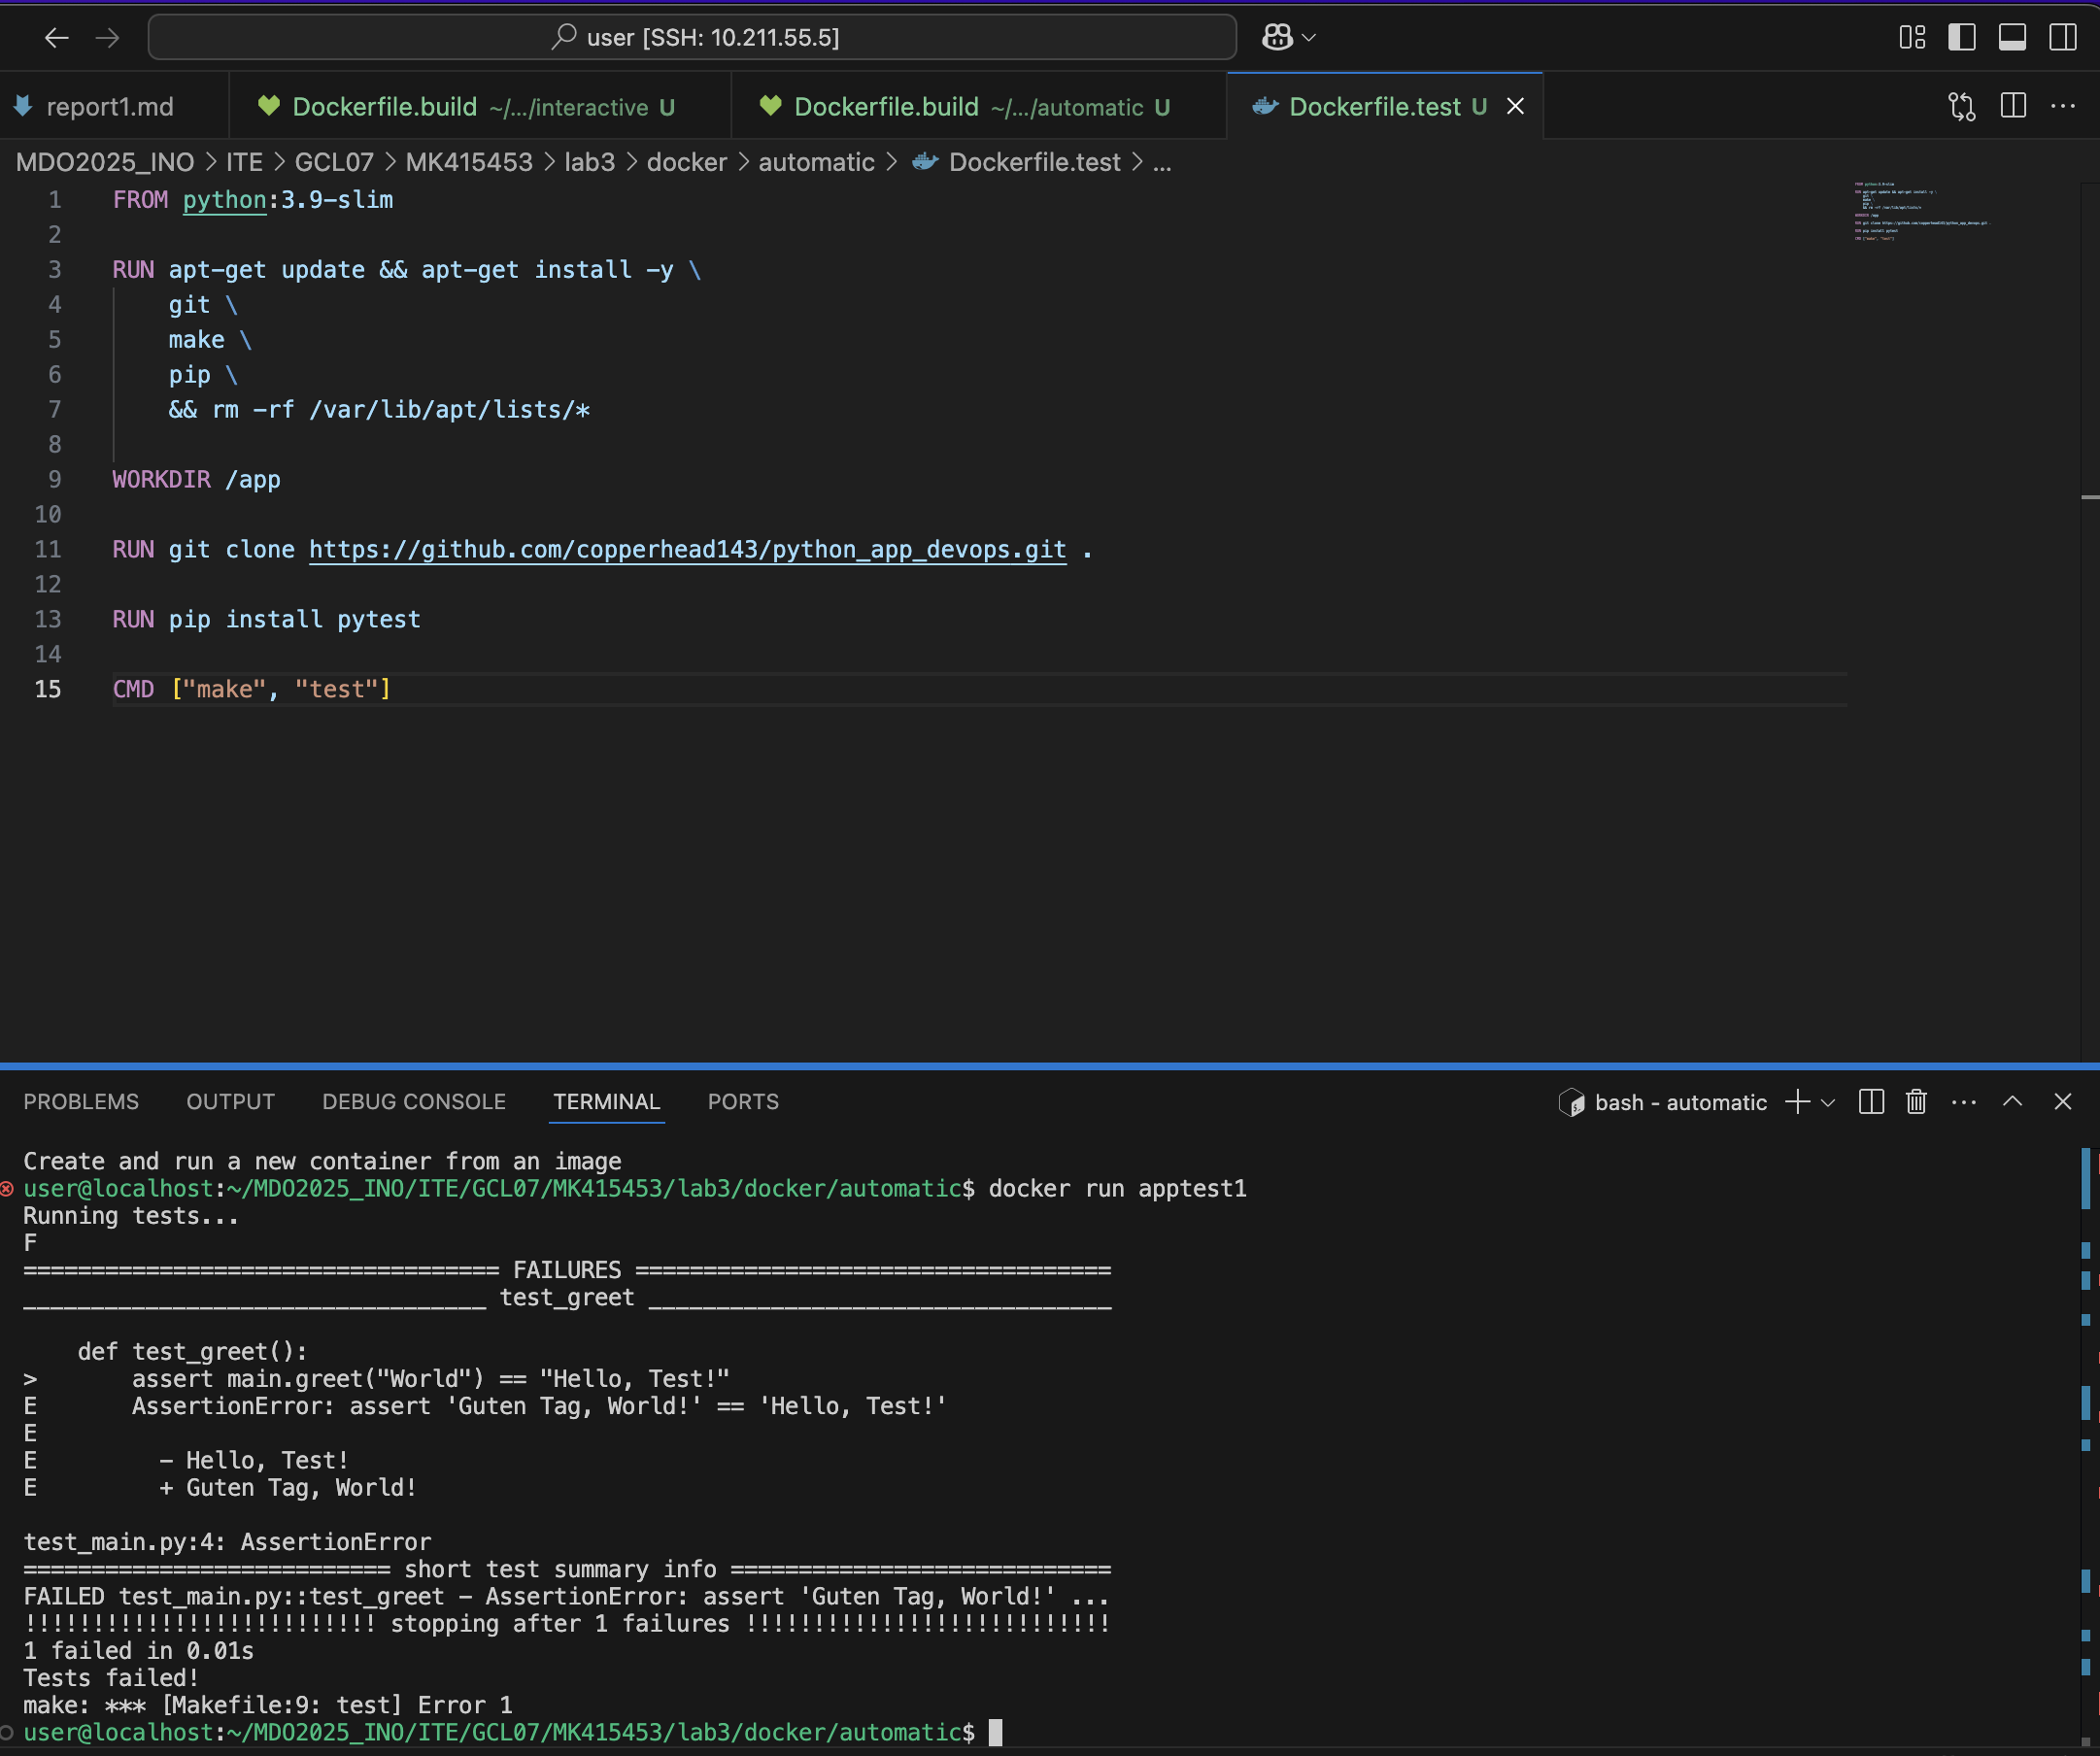 user [SSH: 10.211.55.5]
report1.md
Dockerfile.build ~/.../interactive U
Dockerfile.build ~/.../automatic U
Dockerfile.test U
MDO2025_INO > ITE > GCL07 > MK415453 > lab3 > docker > automatic > Dockerfile.test > ...
1 FROM python:3.9-slim
2
3 RUN apt-get update && apt-get install -y \
4     git \
5     make \
6     pip \
7     && rm -rf /var/lib/apt/lists/*
8
9 WORKDIR /app
10
11 RUN git clone https://github.com/copperhead143/python_app_devops.git .
12
13 RUN pip install pytest
14
15 CMD ["make", "test"]
PROBLEMS OUTPUT DEBUG CONSOLE TERMINAL PORTS
bash - automatic
Create and run a new container from an image
user@localhost:~/MDO2025_INO/ITE/GCL07/MK415453/lab3/docker/automatic$ docker run apptest1
Running tests...
F
=================================== FAILURES ===================================
__________________________________ test_greet __________________________________
    def test_greet():
>       assert main.greet("World") == "Hello, Test!"
E       AssertionError: assert 'Guten Tag, World!' == 'Hello, Test!'
E
E         - Hello, Test!
E         + Guten Tag, World!
test_main.py:4: AssertionError
=========================== short test summary info ============================
FAILED test_main.py::test_greet - AssertionError: assert 'Guten Tag, World!' ...
!!!!!!!!!!!!!!!!!!!!!!!!!! stopping after 1 failures !!!!!!!!!!!!!!!!!!!!!!!!!!!
1 failed in 0.01s
Tests failed!
make: *** [Makefile:9: test] Error 1
user@localhost:~/MDO2025_INO/ITE/GCL07/MK415453/lab3/docker/automatic$